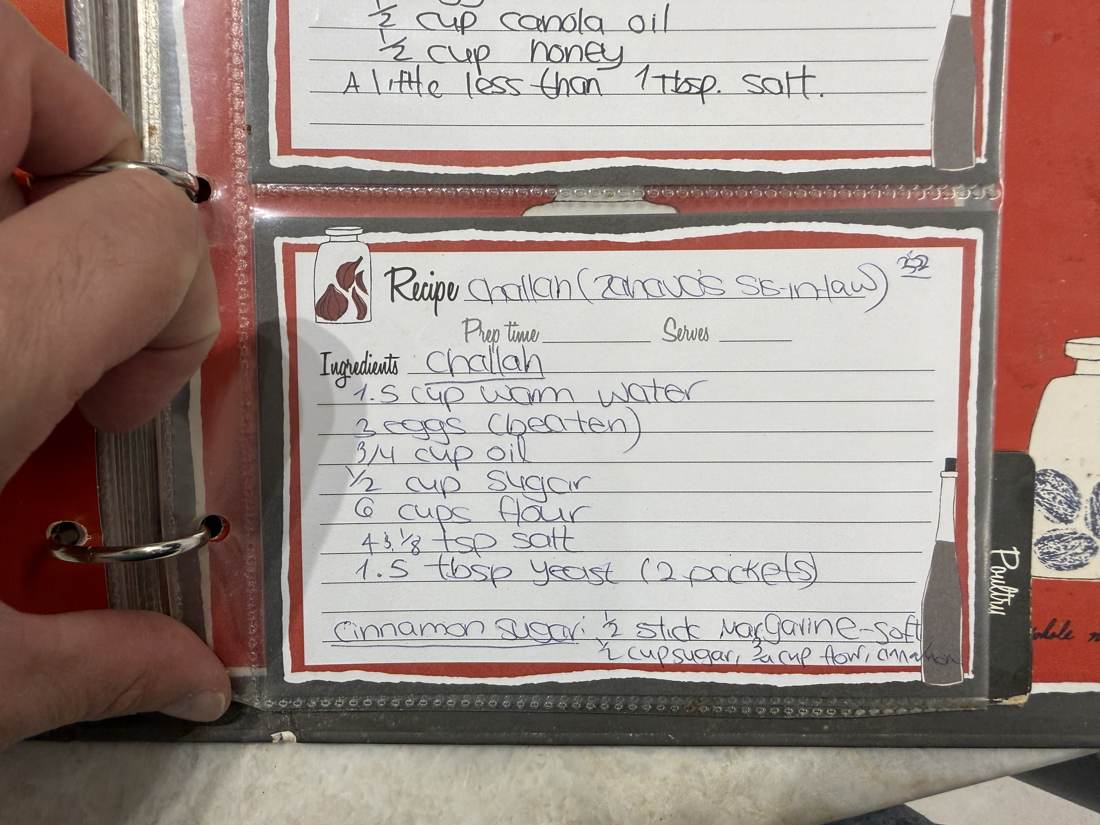 1/2 cup canola oil
1/2 cup honey
A little less than 1 tbsp. salt.
Recipe challah (zahava's sis-in-law) 32
Prep time Serves
Ingredients challah
1.5 cup warm water
3 eggs (beaten)
3/4 cup oil
1/2 cup sugar
6 cups flour
4 & 1/8 tsp salt
1.5 tbsp yeast (2 packets)
cinnamon sugar: 1/2 stick Margarine-soft
1/2 cup sugar, 3/4 cup flour, cinnamon
Poultry